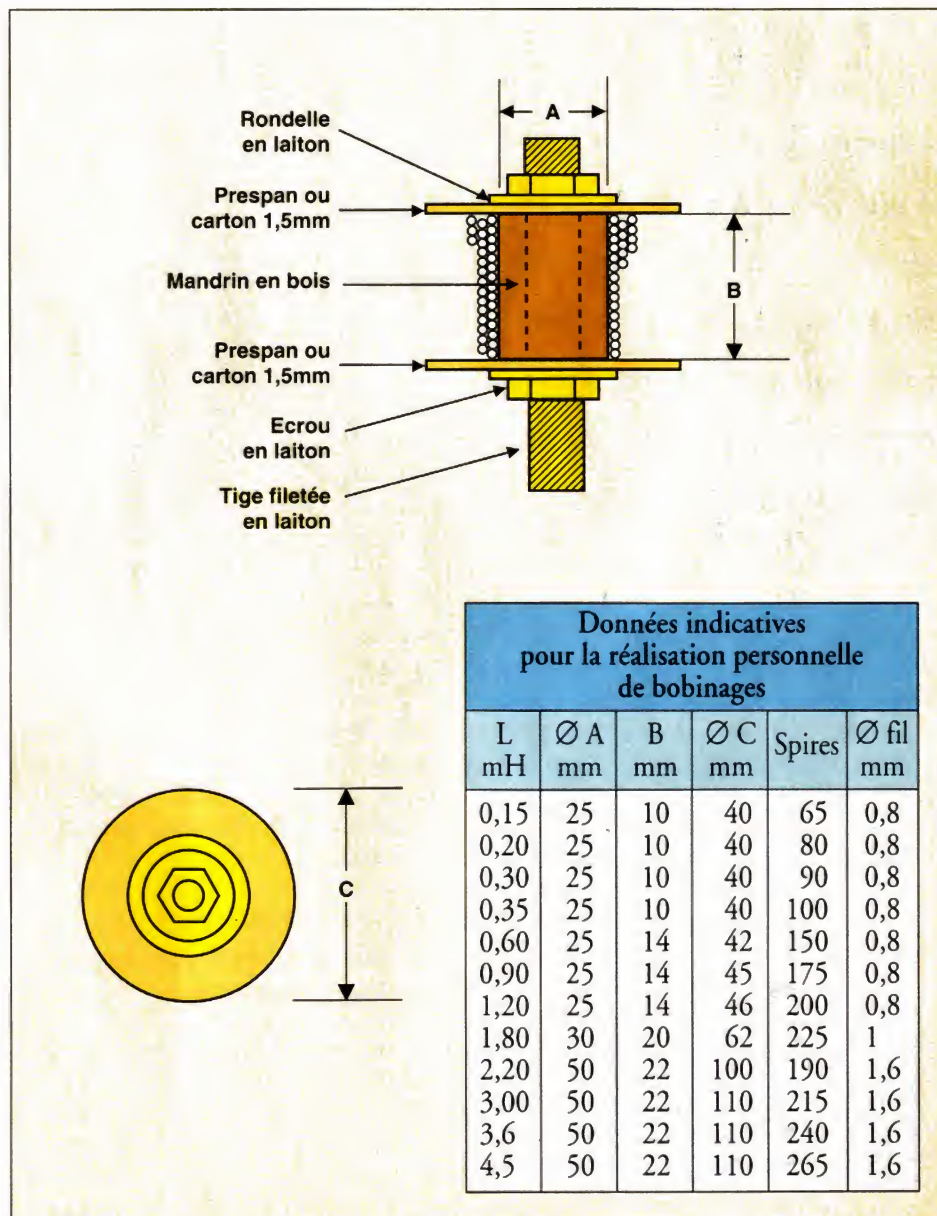 A
Rondelle
en laiton
Prespan ou
carton 1,5mm
Mandrin en bois
B
Prespan ou
carton 1,5mm
Ecrou
en laiton
Tige filetée
en laiton
C
Données indicatives
pour la réalisation personnelle
de bobinages
L mH Ø A mm B mm Ø C mm Spires Ø fil mm
0,15 25 10 40 65 0,8
0,20 25 10 40 80 0,8
0,30 25 10 40 90 0,8
0,35 25 10 40 100 0,8
0,60 25 14 42 150 0,8
0,90 25 14 45 175 0,8
1,20 25 14 46 200 0,8
1,80 30 20 62 225 1
2,20 50 22 100 190 1,6
3,00 50 22 110 215 1,6
3,6 50 22 110 240 1,6
4,5 50 22 110 265 1,6